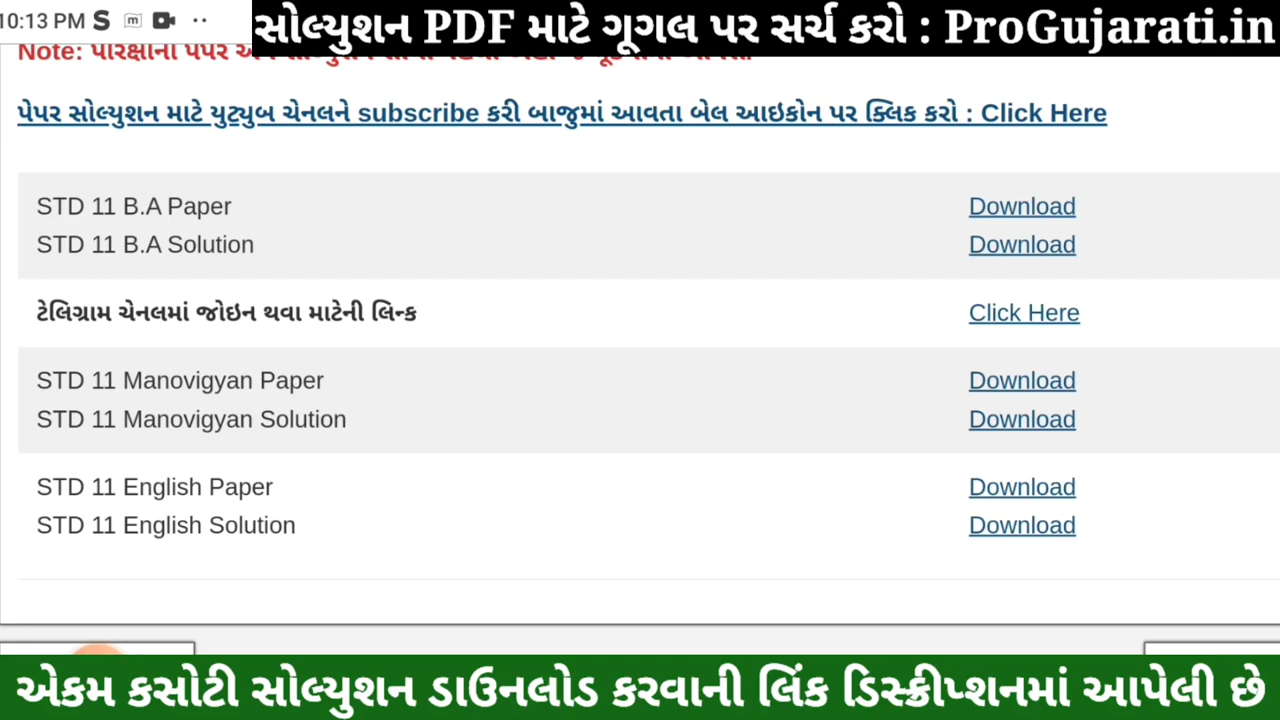 10:13 PM S m
સોલ્યુશન PDF માટે ગૂગલ પર સર્ચ કરો : ProGujarati.in
Note:
પેપર સોલ્યુશન માટે યુટ્યુબ ચેનલને subscribe કરી બાજુમાં આવતા બેલ આઇકોન પર ક્લિક કરો : Click Here
STD 11 B.A Paper Download
STD 11 B.A Solution Download
ટેલિગ્રામ ચેનલમાં જોઇન થવા માટેની લિન્ક Click Here
STD 11 Manovigyan Paper Download
STD 11 Manovigyan Solution Download
STD 11 English Paper Download
STD 11 English Solution Download
એકમ કસોટી સોલ્યુશન ડાઉનલોડ કરવાની લિંક ડિસ્ક્રીપ્શનમાં આપેલી છે